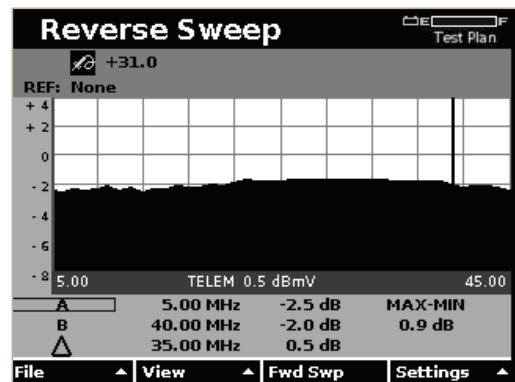 Reverse Sweep
E F
Test Plan
+31.0
REF: None
+ 4
+ 2
0
- 2
- 4
- 6
- 8
5.00 TELEM 0.5 dBmV 45.00
A 5.00 MHz -2.5 dB MAX-MIN
B 40.00 MHz -2.0 dB 0.9 dB
Δ 35.00 MHz 0.5 dB
File View Fwd Swp Settings